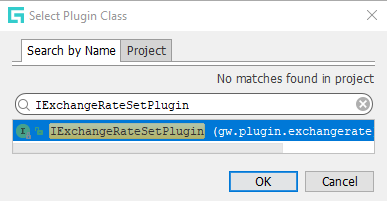 Select Plugin Class
Search by Name Project
No matches found in project
IExchangeRateSetPlugin
IExchangeRateSetPlugin (gw.plugin.exchangerate
OK Cancel